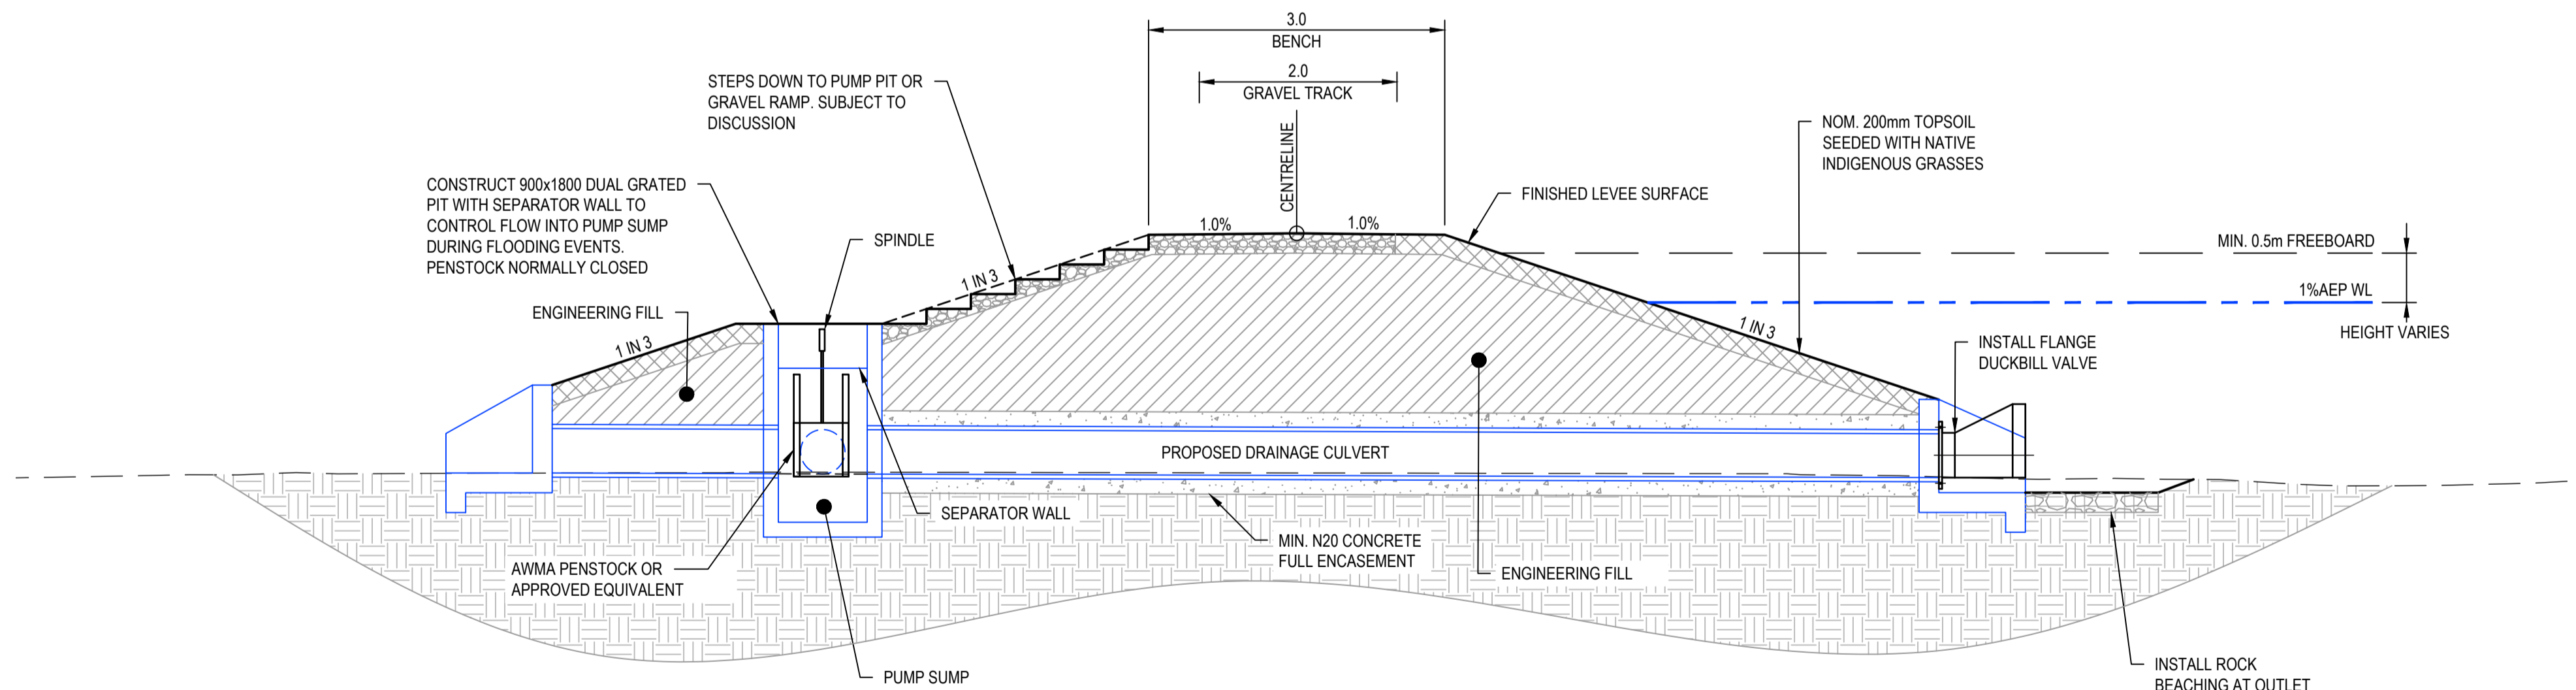 3.0
BENCH
2.0
GRAVEL TRACK
CENTRELINE
STEPS DOWN TO PUMP PIT OR
GRAVEL RAMP. SUBJECT TO
DISCUSSION
NOM. 200mm TOPSOIL
SEEDED WITH NATIVE
INDIGENOUS GRASSES
CONSTRUCT 900x1800 DUAL GRATED
PIT WITH SEPARATOR WALL TO
CONTROL FLOW INTO PUMP SUMP
DURING FLOODING EVENTS.
PENSTOCK NORMALLY CLOSED
FINISHED LEVEE SURFACE
SPINDLE
1.0%
1.0%
MIN. 0.5m FREEBOARD
1 IN 3
1%AEP WL
ENGINEERING FILL
1 IN 3
1 IN 3
HEIGHT VARIES
INSTALL FLANGE
DUCKBILL VALVE
PROPOSED DRAINAGE CULVERT
SEPARATOR WALL
MIN. N20 CONCRETE
FULL ENCASEMENT
AWMA PENSTOCK OR
APPROVED EQUIVALENT
ENGINEERING FILL
PUMP SUMP
INSTALL ROCK
BEACHING AT OUTLET